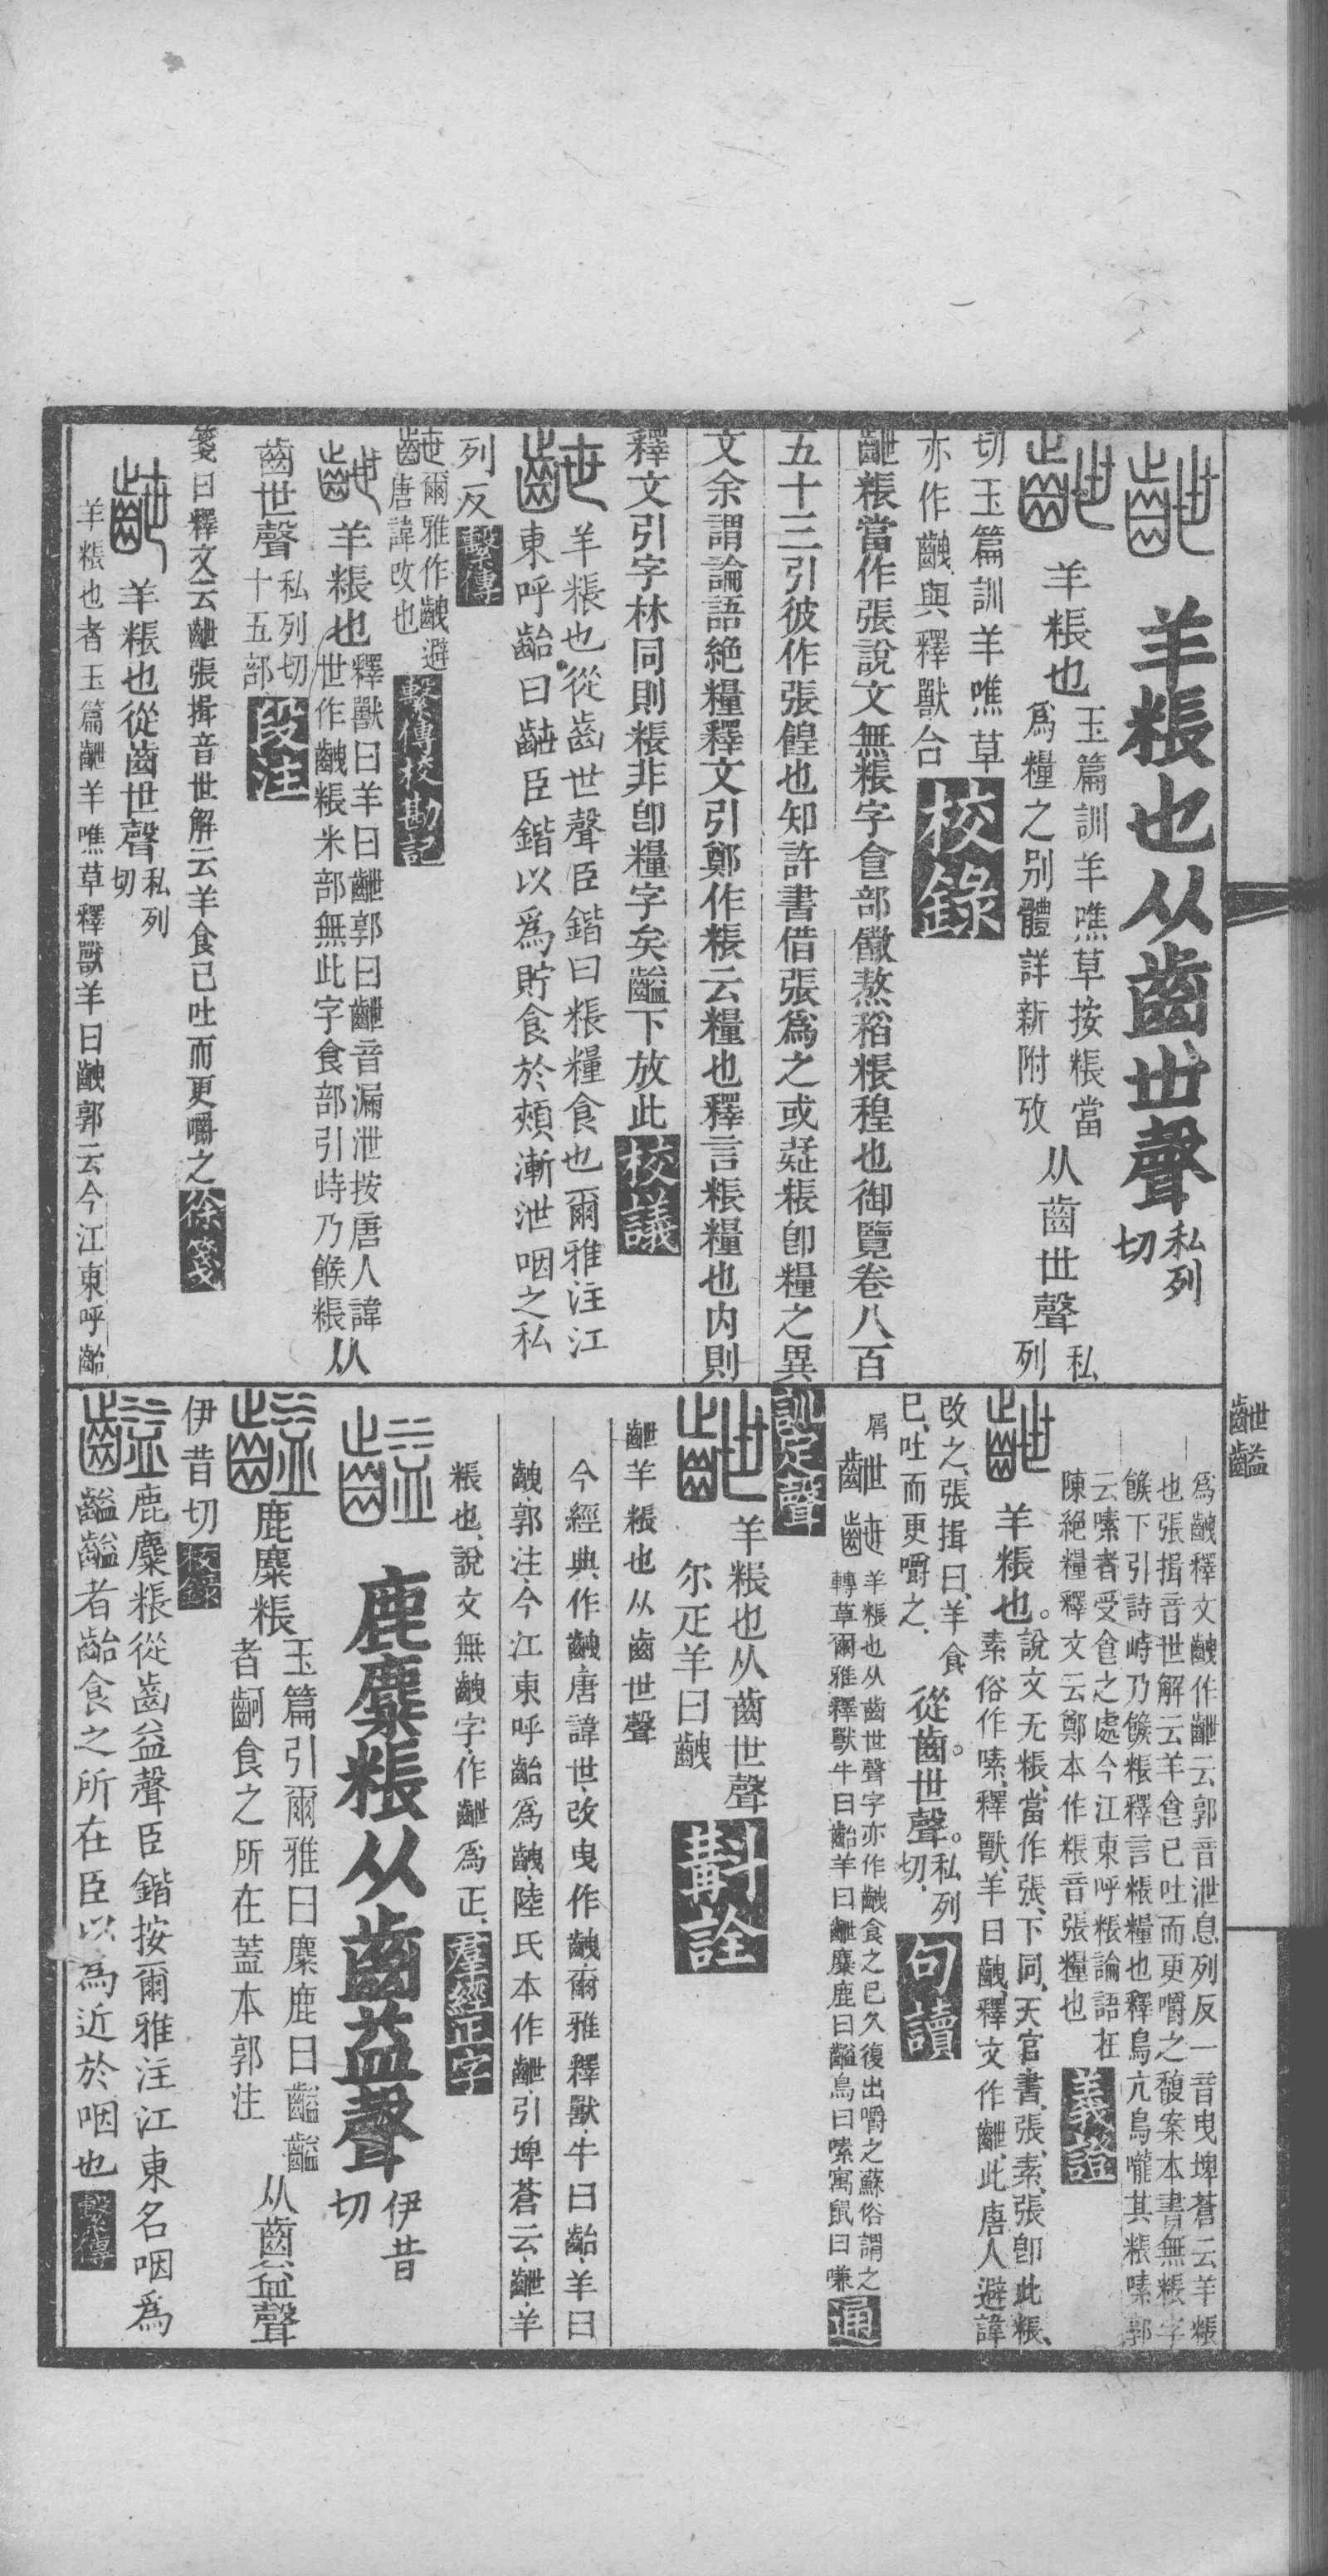 羊粻也从齒世聲
私列
切
羊粻也
玉篇訓羊噍草按粻當
爲糧之别體詳新附攷
从齒世聲
私
列
切玉篇訓羊噍草
亦作齥與釋獸合
校錄
齛粻當作張說文無粻字食部饊熬稻粻䅣也御覽卷八百
五十三引彼作張餭也知許書借張爲之或疑粻卽糧之異
文余謂論語絶糧釋文引鄭作粻云糧也釋言粻糧也内則
釋文引字林同則粻非卽糧字矣齸下放此
校議
羊粻也從齒世聲臣鍇曰粻糧食也爾雅注江
東呼齝曰齛臣鍇以爲貯食於頰漸泄咽之私
列反
繫傳
齛爾雅作齥避
唐諱改也
繫傳校勘記
羊粻也
釋獸曰羊曰齛郭曰齛音漏泄按唐人諱
世作齥粻米部無此字食部引峙乃餱粻
从
齒世聲
私列切
十五部
段注
箋曰釋文云齛張揖音世解云羊食已吐而更嚼之
徐箋
羊粻也從齒世聲
私列
切
羊粻也者玉篇齛羊噍草釋獸羊曰齥郭云今江東呼齝
齛齸
爲齥釋文齥作齛云郭音泄息列反一音曳埤蒼云羊粻
也張揖音世解云羊食已吐而更嚼之馥案本書無粻字
餱下引詩峙乃餱粻釋言粻糧也釋鳥亢鳥嚨其粻嗉郭
云嗉者受食之處今江東呼粻論語在
陳絶糧釋文云鄭本作粻音張糧也
義證
羊粻也。
說文无粻、當作張、下同、天官書、張、素、張卽此粻、
素俗作嗉、釋獸、羊曰齥、釋文作齛、此唐人避諱
改之、張揖曰、羊食
已、吐而更嚼之、
從齒。世聲。
私列
切、
句讀
屑
齛
羊粻也从齒世聲字亦作齥食之已久復出嚼之蘇俗謂之
轉草爾雅釋獸牛曰齝羊曰齛麋鹿曰齸鳥曰嗉寓鼠曰嗛
通
訓定聲
羊粻也从齒世聲
尔疋羊曰齥
斠詮
齛羊粻也从齒世聲
今經典、作齥唐諱世、改曳作齥、爾雅釋獸、牛曰齝、羊曰
齥、郭注、今江東呼齝爲齥、陸氏本作齛、引埤蒼云、齛、羊
粻也、說文無齥字、作齛爲正、
羣經正字
鹿麋粻从齒益聲
伊昔
切
鹿麋粻
玉篇引爾雅曰麋鹿曰齸齸
者齝食之所在蓋本郭注
从齒益聲
伊昔切
校錄
鹿麋粻從齒益聲臣鍇按爾雅注江東名咽爲
齸齸者齝食之所在臣以爲近於咽也
繫傳